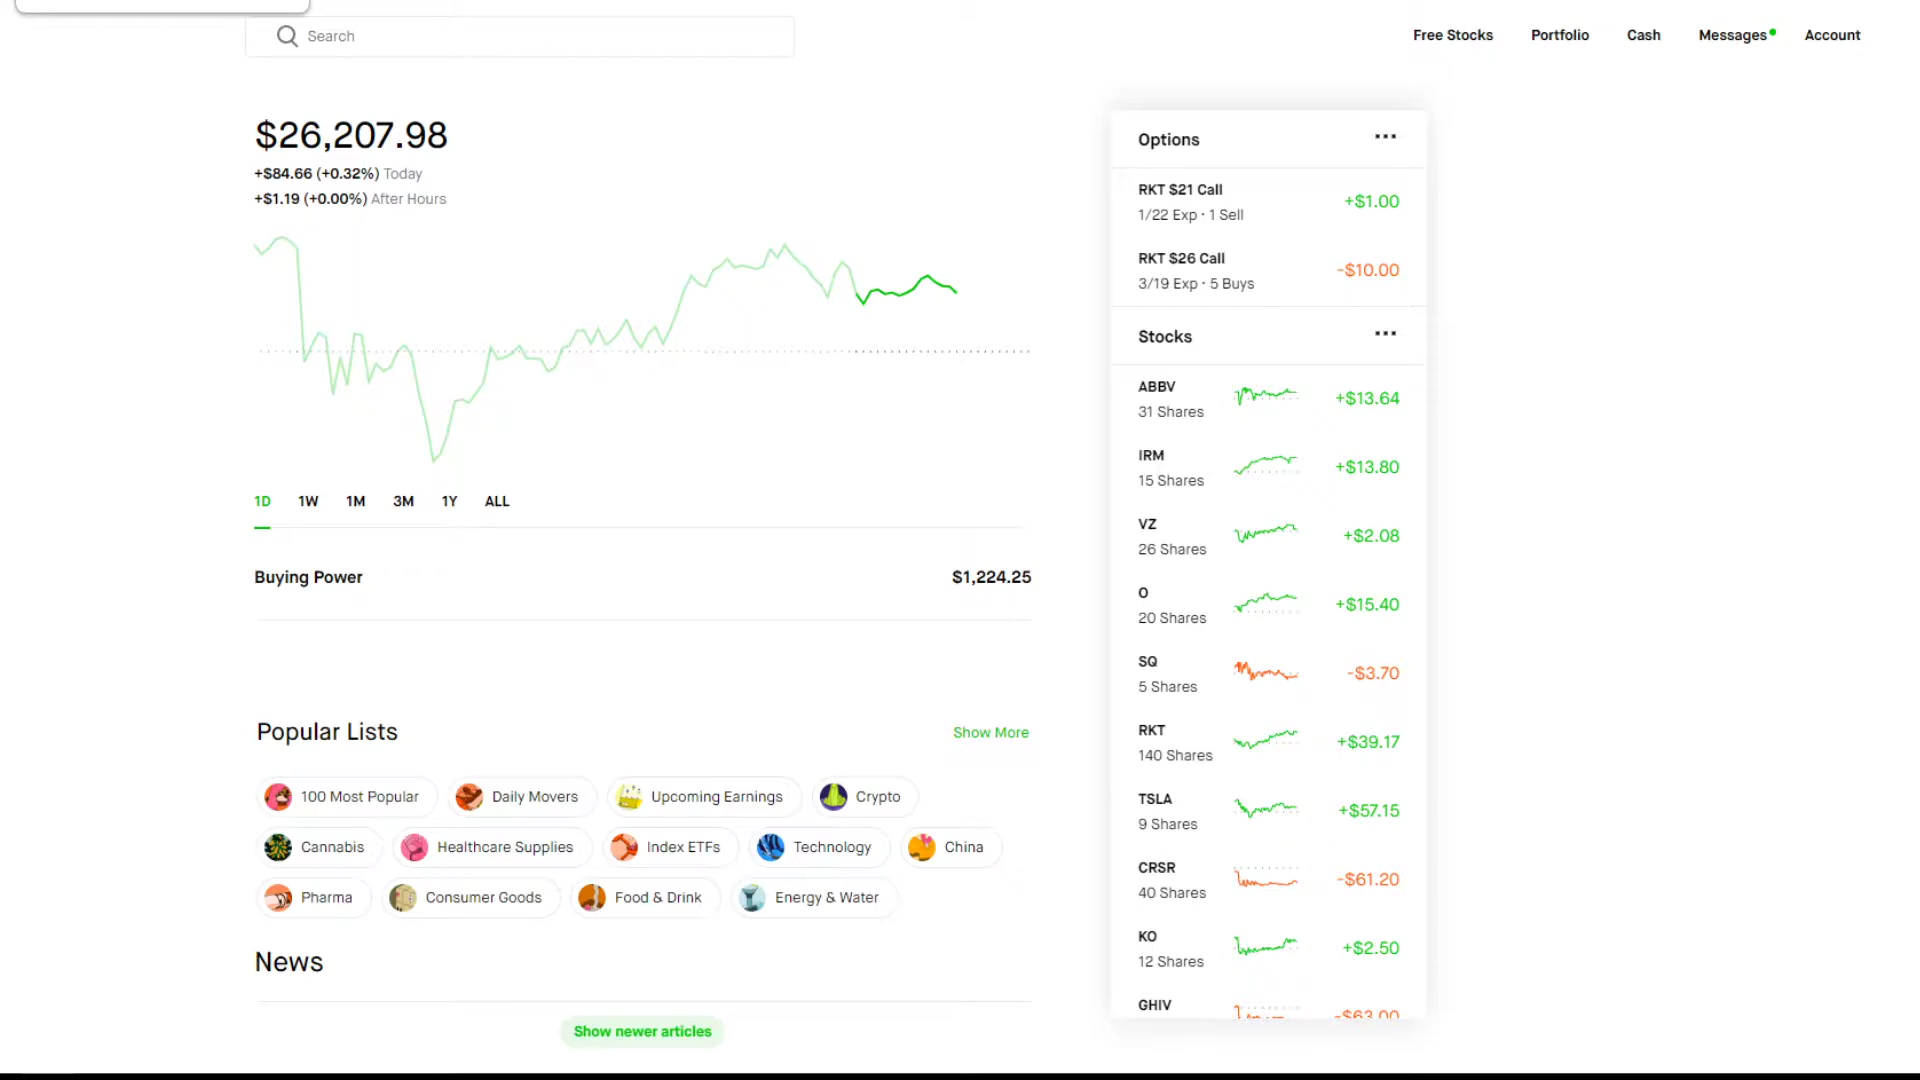 Search
Free Stocks
Portfolio
Cash
Messages
Account
$26,207.98
+$84.66 (+0.32%) Today
+$1.19 (+0.00%) After Hours
1D 1W 1M 3M 1Y ALL
Buying Power
$1,224.25
Popular Lists
Show More
100 Most Popular
Daily Movers
Upcoming Earnings
Crypto
Cannabis
Healthcare Supplies
Index ETFs
Technology
China
Pharma
Consumer Goods
Food & Drink
Energy & Water
News
Show newer articles
Options
RKT $21 Call
1/22 Exp · 1 Sell
+$1.00
RKT $26 Call
3/19 Exp · 5 Buys
-$10.00
Stocks
ABBV
31 Shares
+$13.64
IRM
15 Shares
+$13.80
VZ
26 Shares
+$2.08
O
20 Shares
+$15.40
SQ
5 Shares
-$3.70
RKT
140 Shares
+$39.17
TSLA
9 Shares
+$57.15
CRSR
40 Shares
-$61.20
KO
12 Shares
+$2.50
GHIV
-$63.00